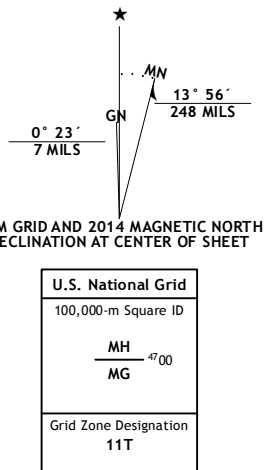 ★
MN
GN
13° 56´
248 MILS
0° 23´
7 MILS
M GRID AND 2014 MAGNETIC NORTH
ECLINATION AT CENTER OF SHEET
U.S. National Grid
100,000-m Square ID
MH
4700
MG
Grid Zone Designation
11T